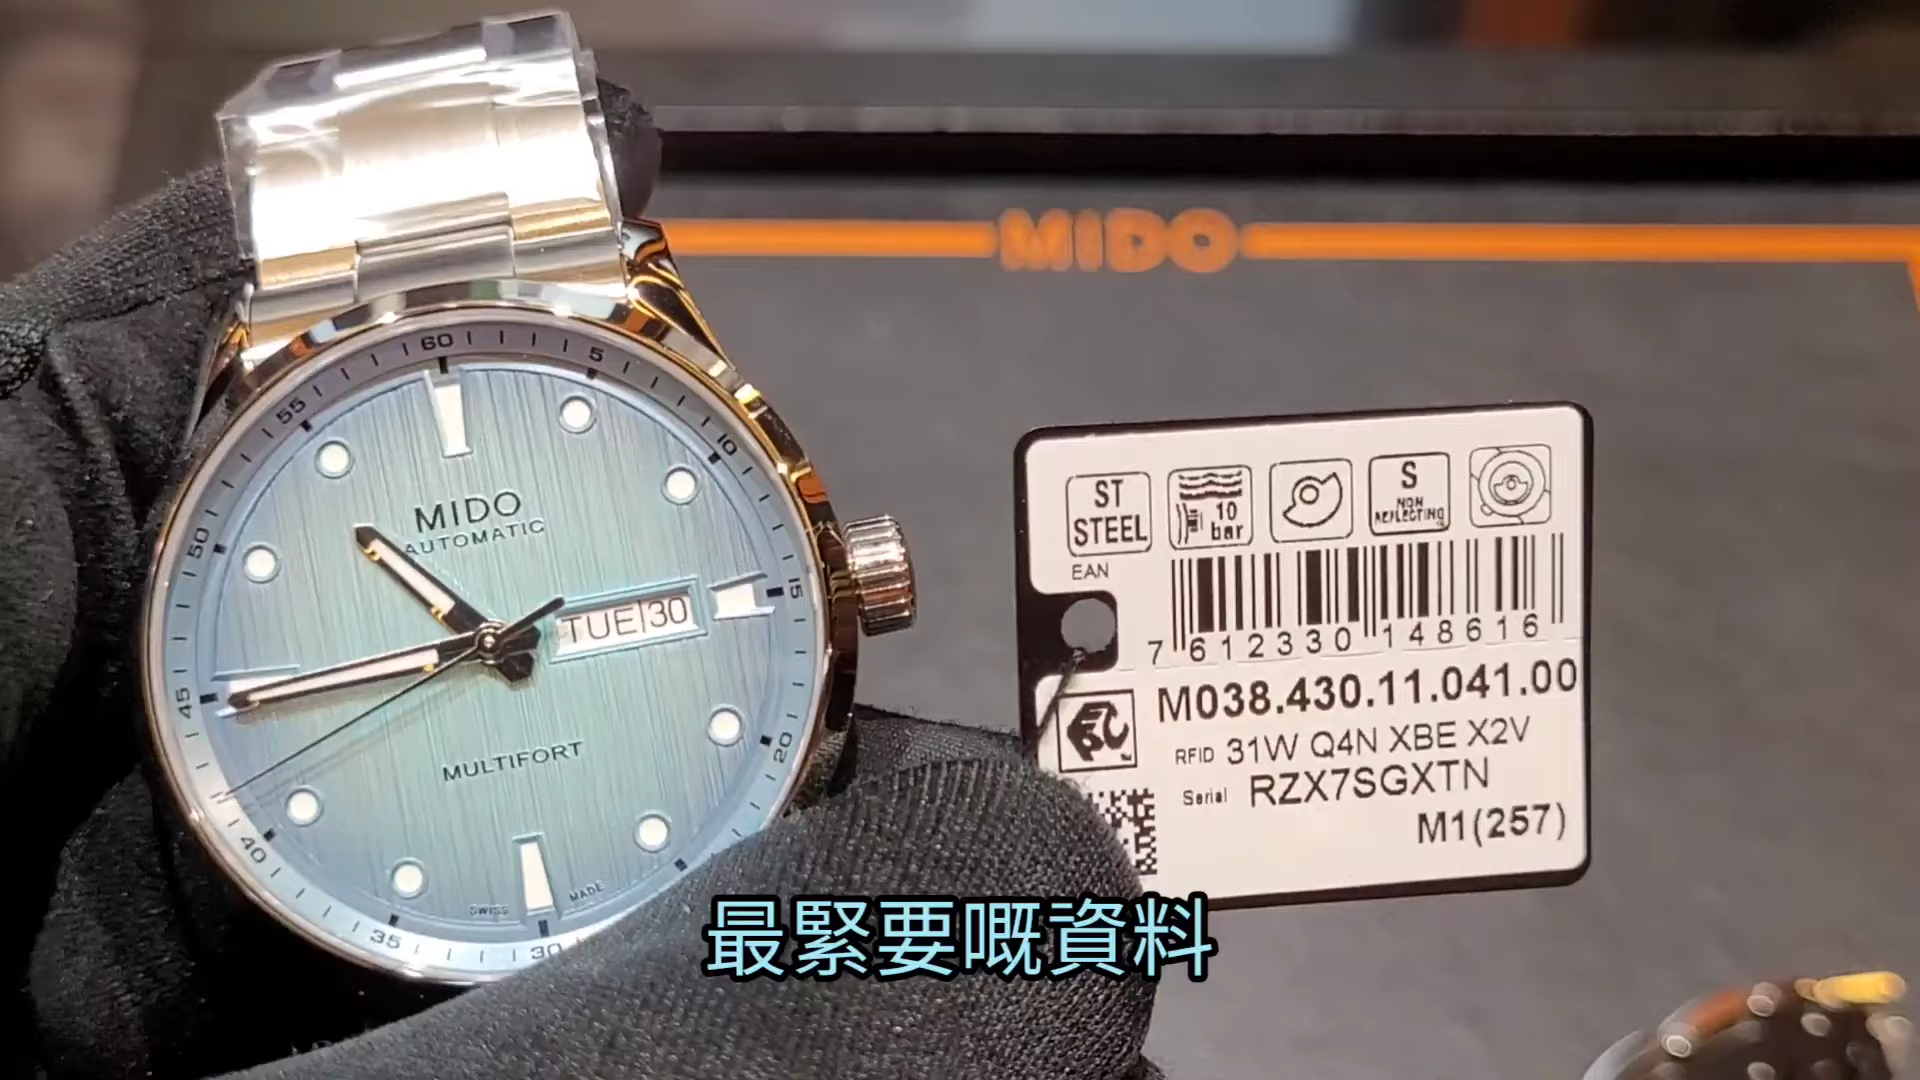 MIDO
60
5
10
15
20
30
35
40
45
50
55
MIDO
AUTOMATIC
TUE 30
MULTIFORT
SWISS MADE
ST
STEEL
10
bar
S
NON
REFLECTING
EAN
7 612330 148616
M038.430.11.041.00
RFID 31W Q4N XBE X2V
Serial RZX7SGXTN
M1(257)
最緊要嘅資料